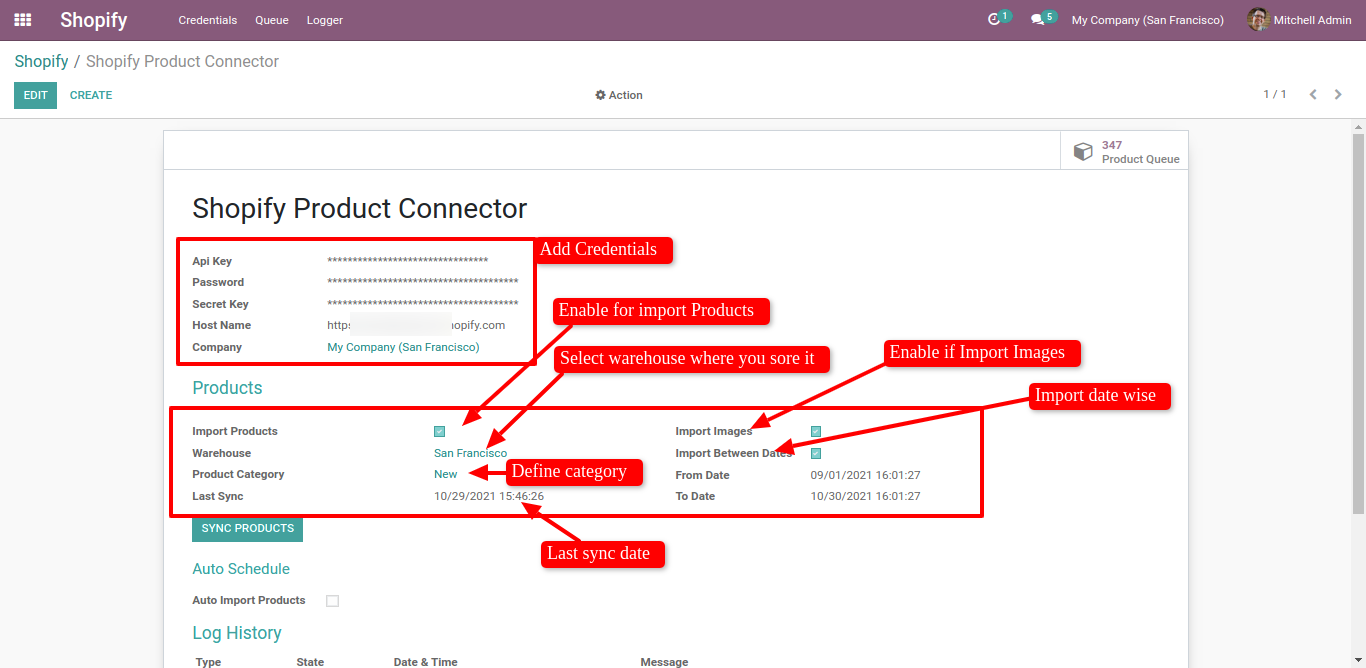 Shopify Credentials Queue Logger 1 5 My Company (San Francisco) Mitchell Admin
Shopify / Shopify Product Connector
EDIT CREATE Action 1 / 1
347
Product Queue
Shopify Product Connector
Add Credentials
Api Key ********************************
Password **************************************
Secret Key **************************************
Host Name https opify.com
Company My Company (San Francisco)
Enable for import Products
Select warehouse where you sore it
Enable if Import Images
Import date wise
Products
Import Products Import Images
Warehouse San Francisco Import Between Dates
Product Category New Define category From Date 09/01/2021 16:01:27
Last Sync 10/29/2021 15:46:26 To Date 10/30/2021 16:01:27
SYNC PRODUCTS
Last sync date
Auto Schedule
Auto Import Products
Log History
Type State Date & Time Message